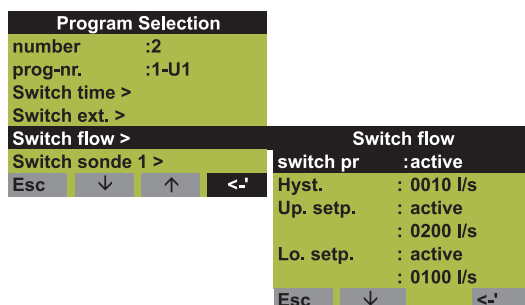 Program Selection
number :2
prog-nr. :1-U1
Switch time >
Switch ext. >
Switch flow >
Switch sonde 1 >
Esc ↓ ↑ <-'
Switch flow
switch pr :active
Hyst. : 0010 l/s
Up. setp. : active
: 0200 l/s
Lo. setp. : active
: 0100 l/s
Esc ↓ <-'